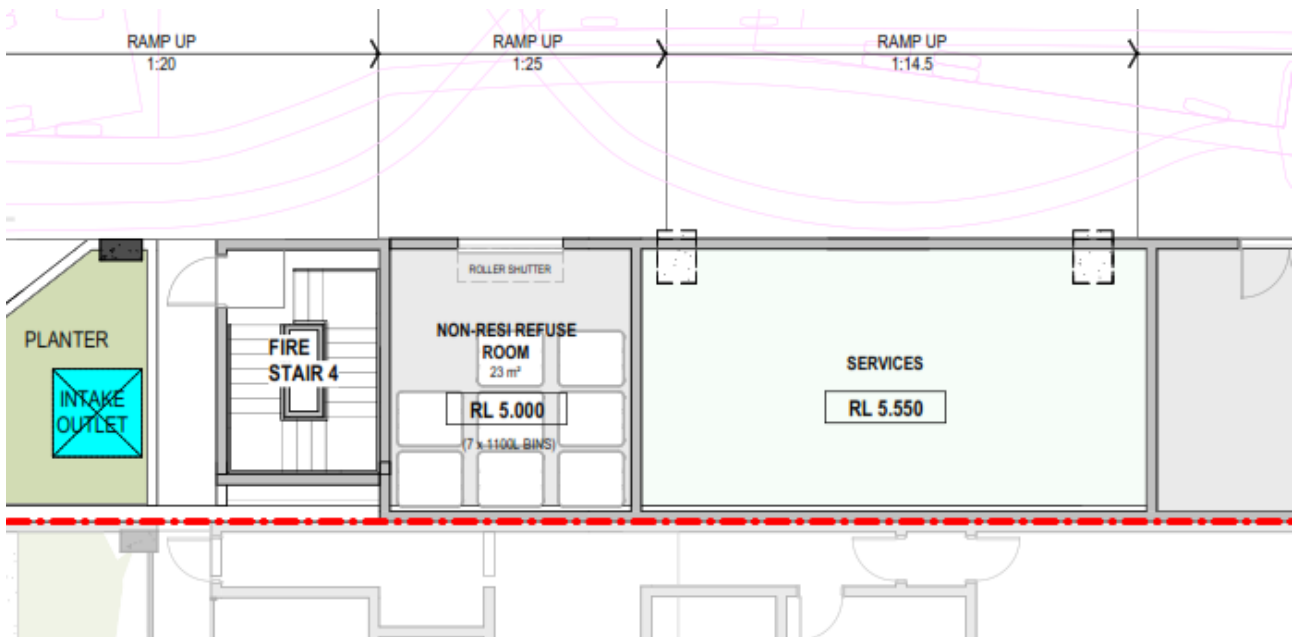 RAMP UP
1:20
RAMP UP
1:25
RAMP UP
1:14.5
PLANTER
INTAKE
OUTLET
FIRE
STAIR 4
ROLLER SHUTTER
NON-RESI REFUSE
ROOM
23 m²
RL 5.000
(7 x 1100L BINS)
SERVICES
RL 5.550